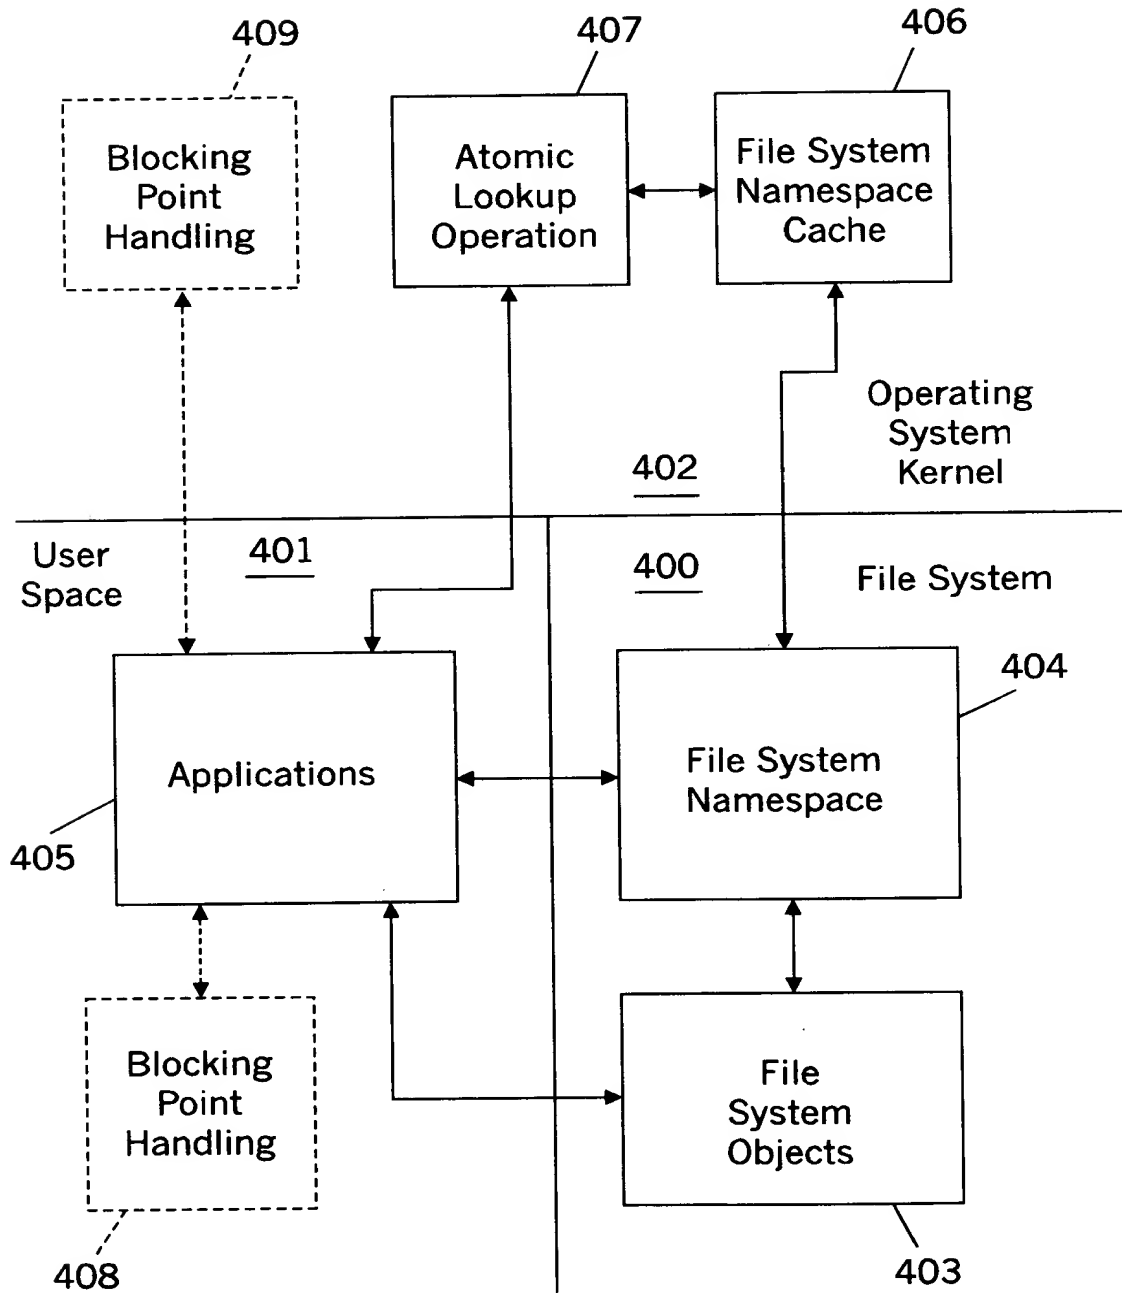 409
407
406
Blocking
Point
Handling
Atomic
Lookup
Operation
File System
Namespace
Cache
Operating
System
Kernel
402
User
Space
401
400
File System
404
Applications
File System
Namespace
405
Blocking
Point
Handling
File
System
Objects
408
403